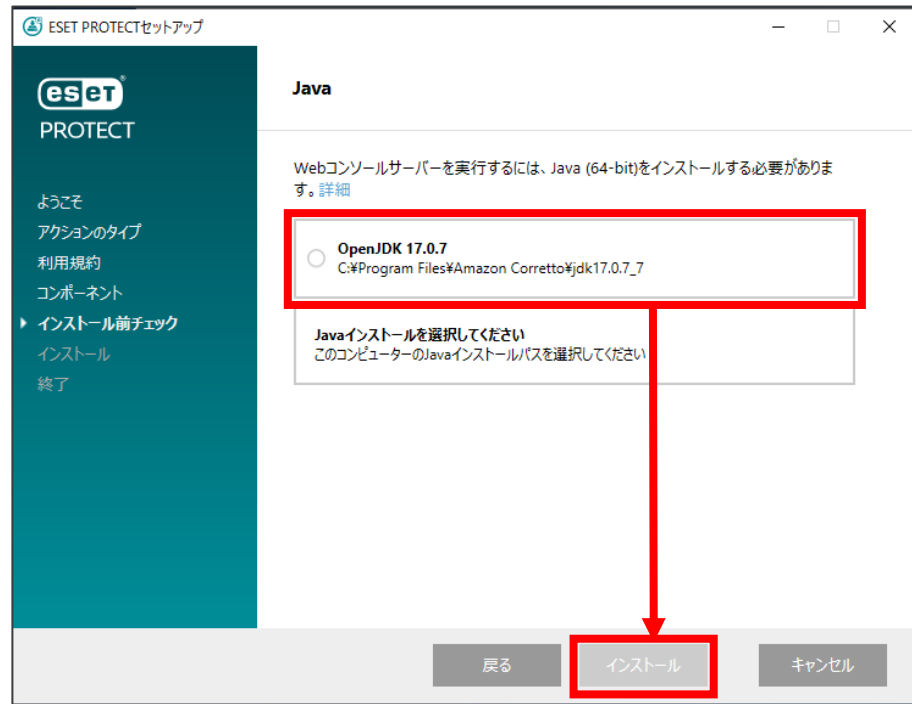 ESET PROTECTセットアップ
eset
PROTECT
ようこそ
アクションのタイプ
利用規約
コンポーネント
インストール前チェック
インストール
終了
Java
Webコンソールサーバーを実行するには、Java (64-bit)をインストールする必要がありま
す。詳細
OpenJDK 17.0.7
C:¥Program Files¥Amazon Corretto¥jdk17.0.7_7
Javaインストールを選択してください
このコンピューターのJavaインストールパスを選択してください
戻る
インストール
キャンセル